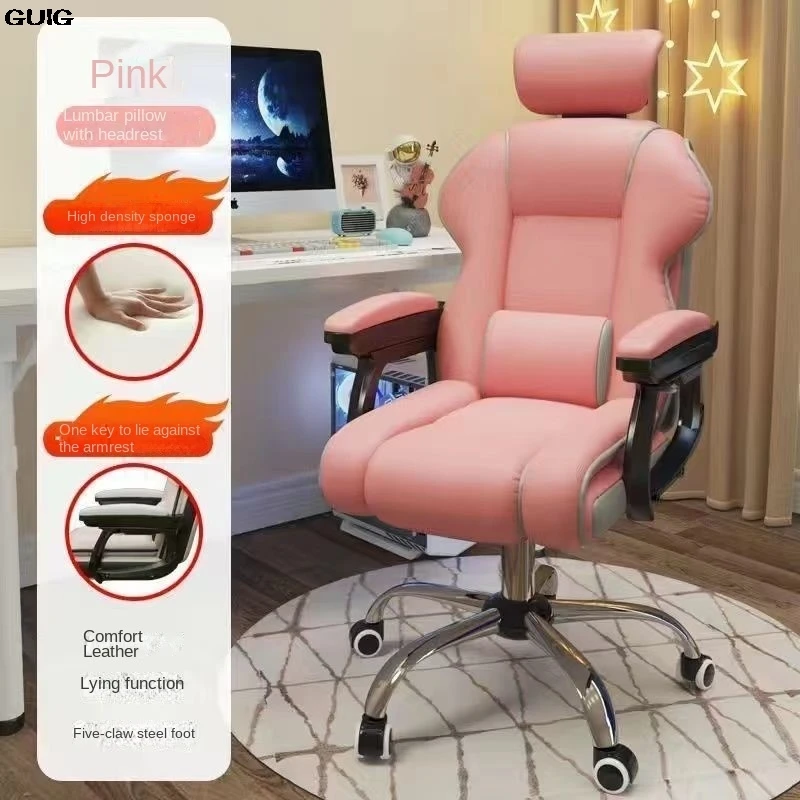 GUIG
Pink
Lumbar pillow
with headrest
High density sponge
One key to lie against
the armrest
Comfort
Leather
Lying function
Five-claw steel foot